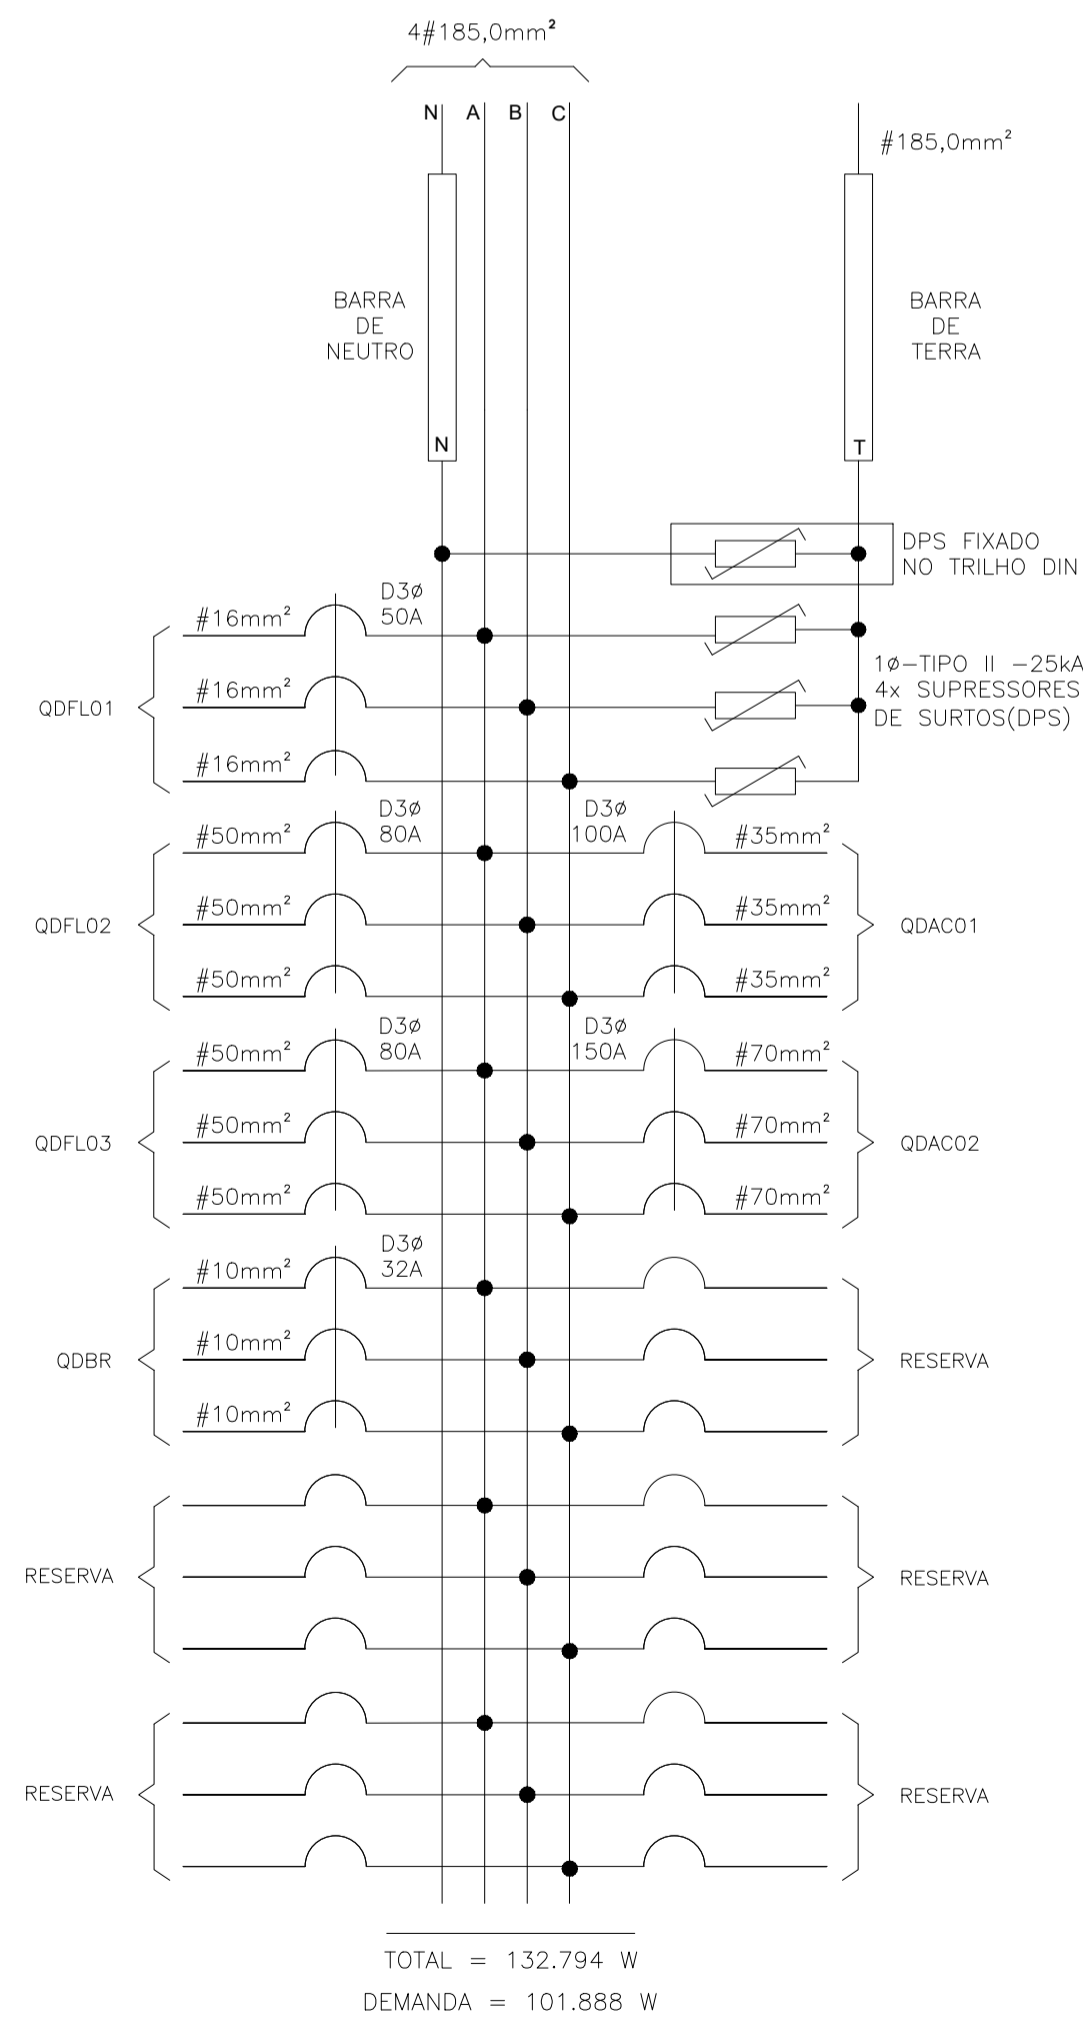 4#185,0mm²
N A B C
#185,0mm²
BARRA
DE
NEUTRO
BARRA
DE
TERRA
N
T
DPS FIXADO
NO TRILHO DIN
D3ø
50A
#16mm²
#16mm²
#16mm²
QDFL01
1ø-TIPO II -25kA
4x SUPRESSORES
DE SURTOS(DPS)
D3ø
80A
#50mm²
#50mm²
#50mm²
QDFL02
D3ø
100A
#35mm²
#35mm²
#35mm²
QDAC01
D3ø
80A
#50mm²
#50mm²
#50mm²
QDFL03
D3ø
150A
#70mm²
#70mm²
#70mm²
QDAC02
D3ø
32A
#10mm²
#10mm²
#10mm²
QDBR
RESERVA
RESERVA
RESERVA
RESERVA
RESERVA
TOTAL = 132.794 W
DEMANDA = 101.888 W